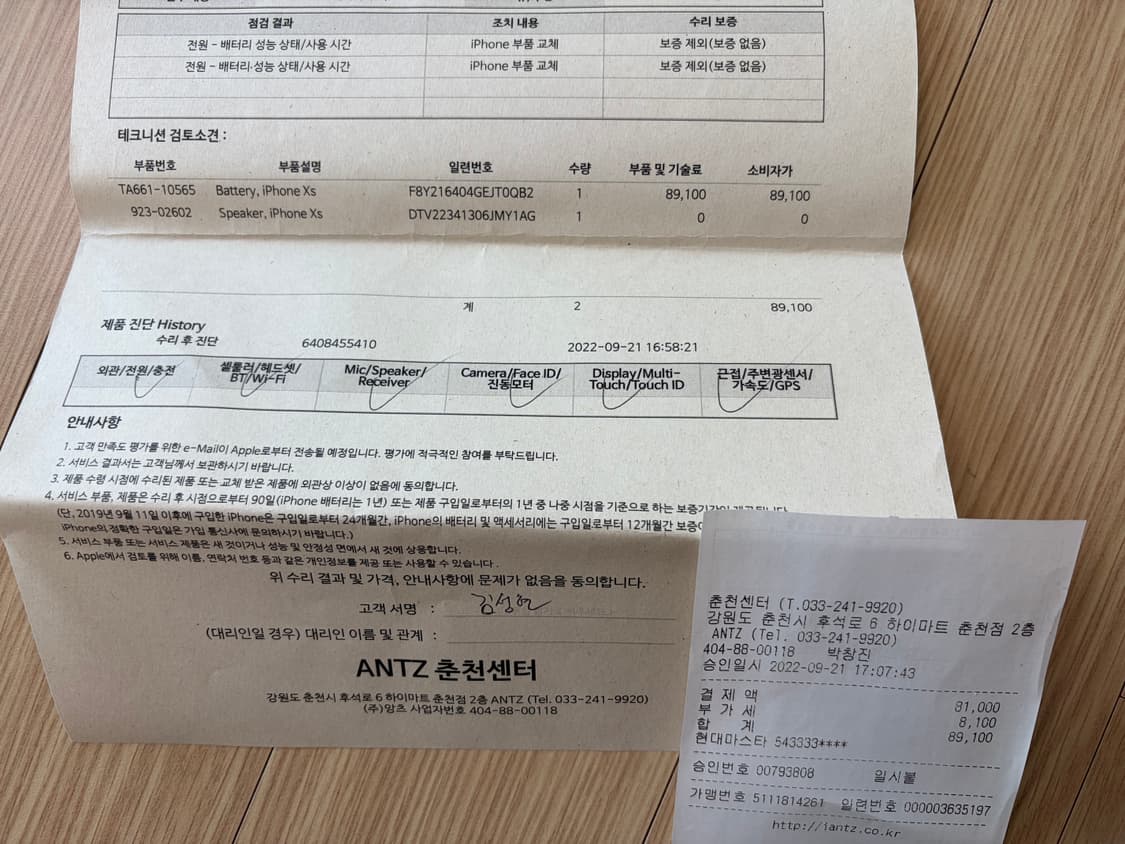 점검 결과 조치 내용 수리 보증
전원 - 배터리 성능 상태/사용 시간 iPhone 부품 교체 보증 제외(보증 없음)
전원 - 배터리·성능 상태/사용 시간 iPhone 부품 교체 보증 제외(보증 없음)
테크니션 검토소견 :
부품번호 부품설명 일련번호 수량 부품 및 기술료 소비자가
TA661-10565 Battery, iPhone Xs F8Y216404GEJT0QB2 1 89,100 89,100
923-02602 Speaker, iPhone Xs DTV22341306JMY1AG 1 0 0
계 2 89,100
제품 진단 History
수리 후 진단 6408455410 2022-09-21 16:58:21
외관/전원/충전 셀룰러/헤드셋/BT/Wi-Fi Mic/Speaker/Receiver Camera/Face ID/진동모터 Display/Multi-Touch/Touch ID 근접/주변광센서/가속도/GPS
안내사항
1. 고객 만족도 평가를 위한 e-Mail이 Apple로부터 전송될 예정입니다. 평가에 적극적인 참여를 부탁드립니다.
2. 서비스 결과서는 고객님께서 보관하시기 바랍니다.
3. 제품 수령 시점에 수리된 제품 또는 교체 받은 제품에 외관상 이상이 없음에 동의합니다.
4. 서비스 부품, 제품은 수리 후 시점으로부터 90일(iPhone 배터리는 1년) 또는 제품 구입일로부터의 1년 중 나중 시점을 기준으로 하는 보증기간이 제공됩니다.
(단, 2019년 9월 11일 이후에 구입한 iPhone은 구입일로부터 24개월간, iPhone의 배터리 및 액세서리에는 구입일로부터 12개월간 보증이
iPhone의 정확한 구입일은 가입 통신사에 문의하시기 바랍니다.)
5. 서비스 부품 또는 서비스 제품은 새 것이거나 성능 및 안정성 면에서 새 것에 상응합니다.
6. Apple에서 검토를 위해 이름, 연락처 번호 등과 같은 개인정보를 제공 또는 사용할 수 있습니다.
위 수리 결과 및 가격, 안내사항에 문제가 없음을 동의합니다.
고객 서명 : 김성현
(대리인일 경우) 대리인 이름 및 관계 :
ANTZ 춘천센터
강원도 춘천시 후석로 6 하이마트 춘천점 2층 ANTZ (Tel. 033-241-9920)
(주)앙츠 사업자번호 404-88-00118
춘천센터 (T.033-241-9920)
강원도 춘천시 후석로 6 하이마트 춘천점 2층
ANTZ (Tel. 033-241-9920)
404-88-00118 박창진
승인일시 2022-09-21 17:07:43
결제액 81,000
부가세 8,100
합계 89,100
현대마스타 543333****
승인번호 00793808 일시불
가맹번호 5111814261 일련번호 000003635197
http://iantz.co.kr